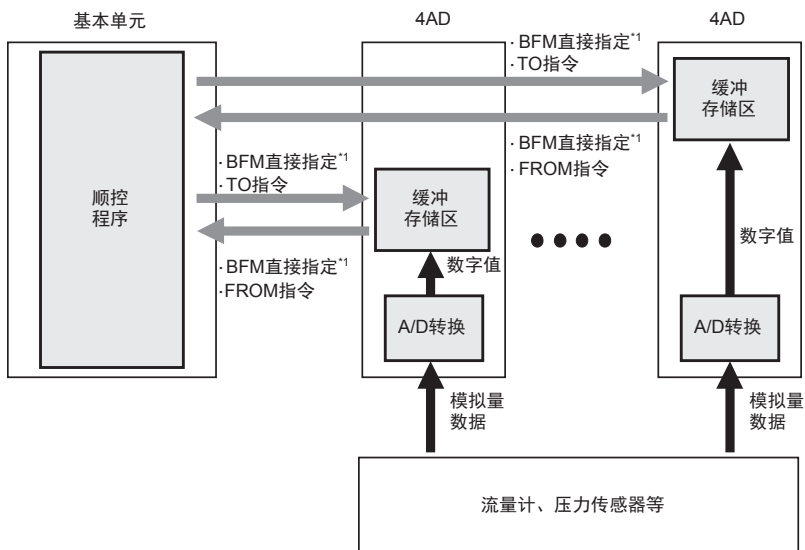 基本单元
4AD
4AD
·BFM直接指定*1
·TO指令
缓冲
存储区
·BFM直接指定*1
·FROM指令
·BFM直接指定*1
·TO指令
顺控
程序
缓冲
存储区
数字值
数字值
·BFM直接指定*1
·FROM指令
A/D转换
A/D转换
模拟量
数据
模拟量
数据
流量计、压力传感器等